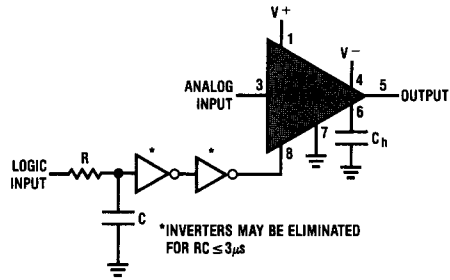 V+
1
V−
ANALOG
INPUT
3
4
5
OUTPUT
6
7
8
Ch
LOGIC
INPUT
R
*
*
C
*INVERTERS MAY BE ELIMINATED
FOR RC ≤ 3μs